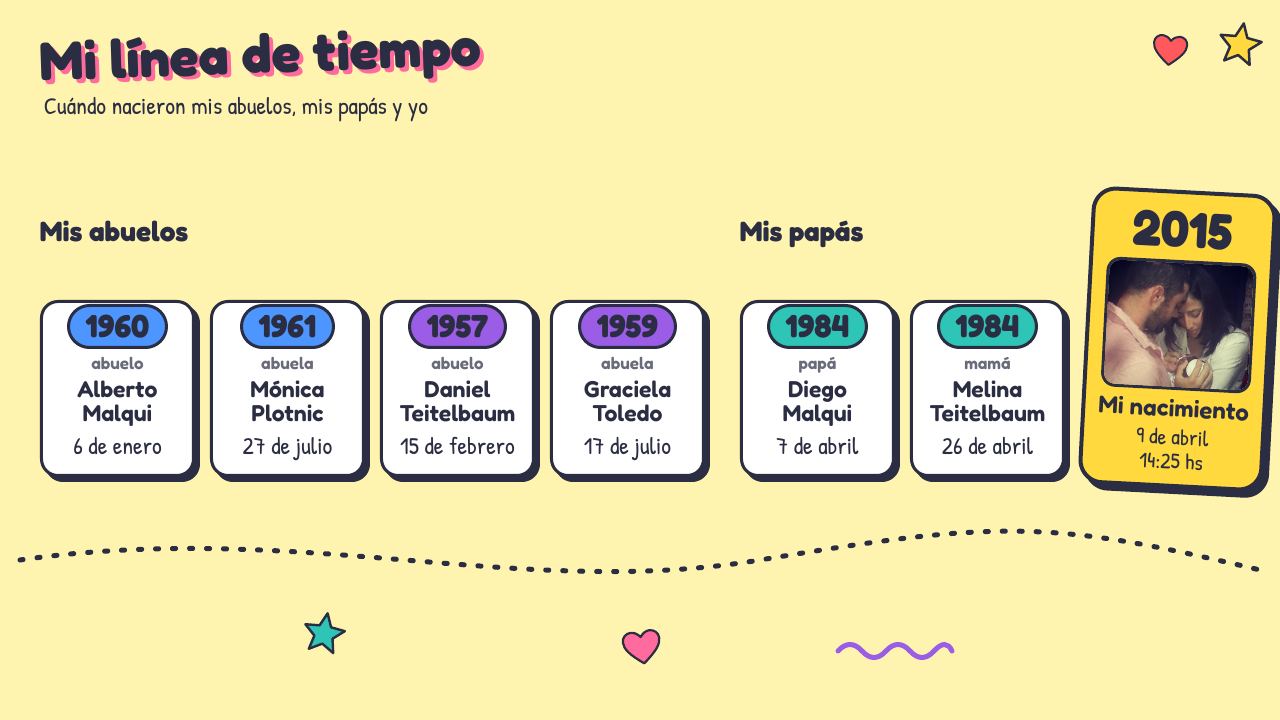 Mi línea de tiempo
Cuándo nacieron mis abuelos, mis papás y yo
Mis abuelos
1960
abuelo
Alberto
Malqui
6 de enero
1961
abuela
Mónica
Plotnic
27 de julio
1957
abuelo
Daniel
Teitelbaum
15 de febrero
1959
abuela
Graciela
Toledo
17 de julio
Mis papás
1984
papá
Diego
Malqui
7 de abril
1984
mamá
Melina
Teitelbaum
26 de abril
2015
Mi nacimiento
9 de abril
14:25 hs